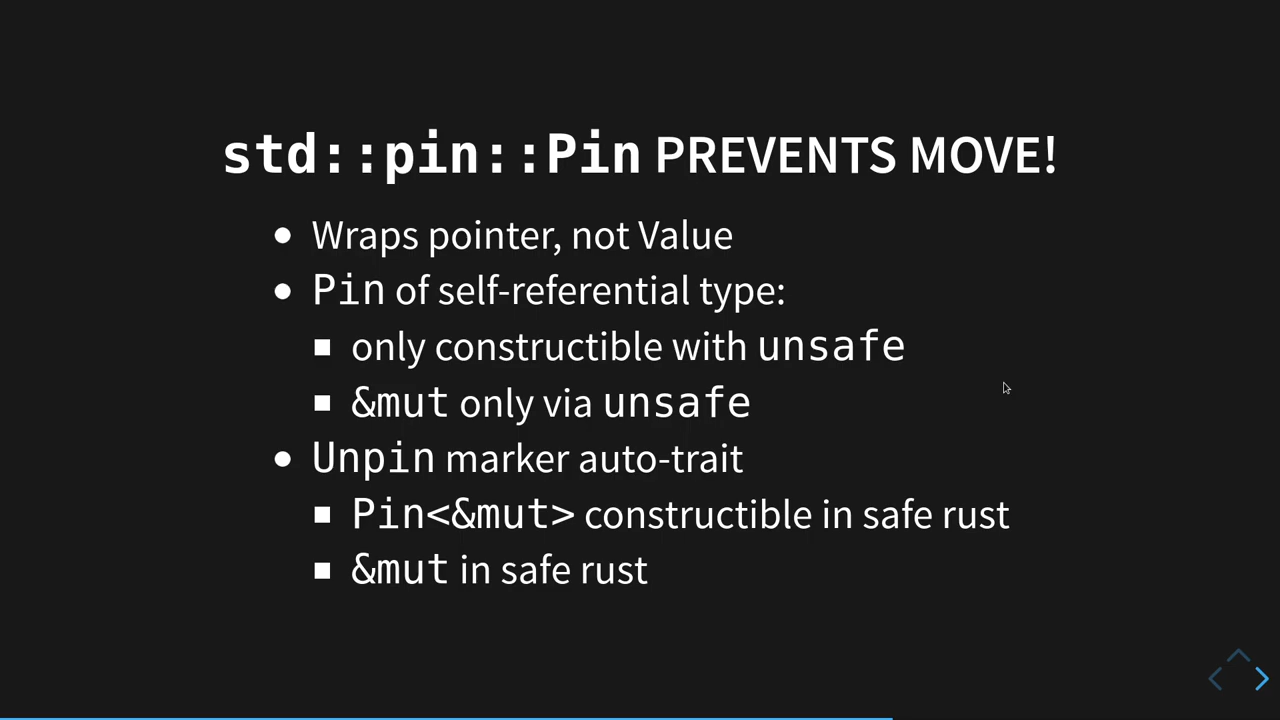 std::pin::Pin PREVENTS MOVE!
Wraps pointer, not Value
Pin of self-referential type:
only constructible with unsafe
&mut only via unsafe
Unpin marker auto-trait
Pin<&mut> constructible in safe rust
&mut in safe rust